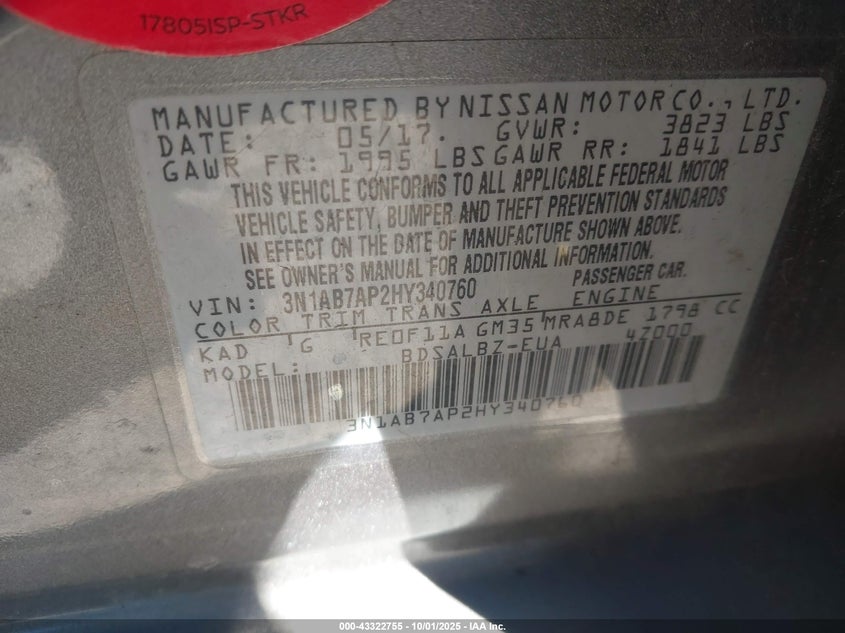 17805ISP-STKR
MANUFACTURED BY NISSAN MOTOR CO., LTD.
DATE: 05/17. GVWR: 3823 LBS
GAWR FR: 1995 LBS GAWR RR: 1841 LBS
THIS VEHICLE CONFORMS TO ALL APPLICABLE FEDERAL MOTOR
VEHICLE SAFETY, BUMPER AND THEFT PREVENTION STANDARDS
IN EFFECT ON THE DATE OF MANUFACTURE SHOWN ABOVE.
SEE OWNER'S MANUAL FOR ADDITIONAL INFORMATION.
VIN: 3N1AB7AP2HY340760 PASSENGER CAR.
COLOR TRIM TRANS AXLE ENGINE
KAD G RE0F11A GM35 MRA8DE 1798 CC
MODEL: BDSALBZ-EUA 4Z000
3N1AB7AP2HY340760
000-43322755 | 10/01/2025 | IAA Inc.